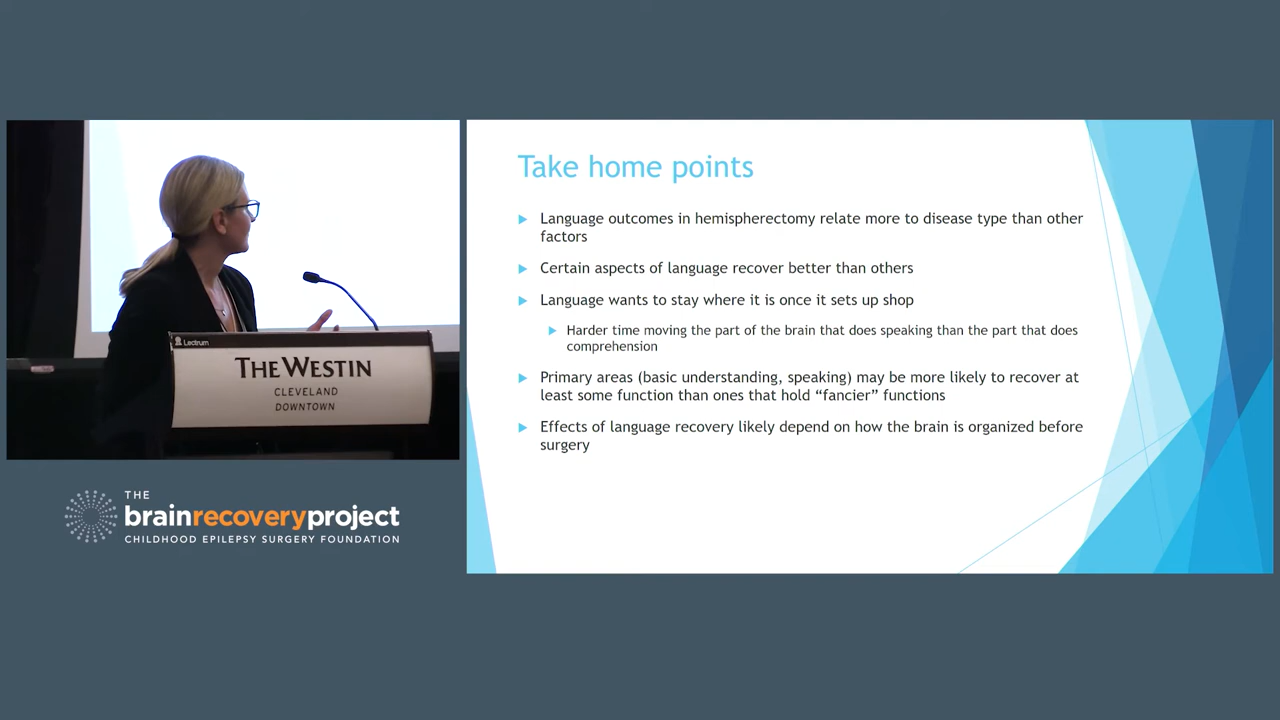 Take home points
Language outcomes in hemispherectomy relate more to disease type than other
factors
Certain aspects of language recover better than others
Language wants to stay where it is once it sets up shop
Harder time moving the part of the brain that does speaking than the part that does
comprehension
Primary areas (basic understanding, speaking) may be more likely to recover at
least some function than ones that hold “fancier” functions
Effects of language recovery likely depend on how the brain is organized before
surgery
Lectrum
THE WESTIN
CLEVELAND
DOWNTOWN
THE
brainrecoveryproject
CHILDHOOD EPILEPSY SURGERY FOUNDATION